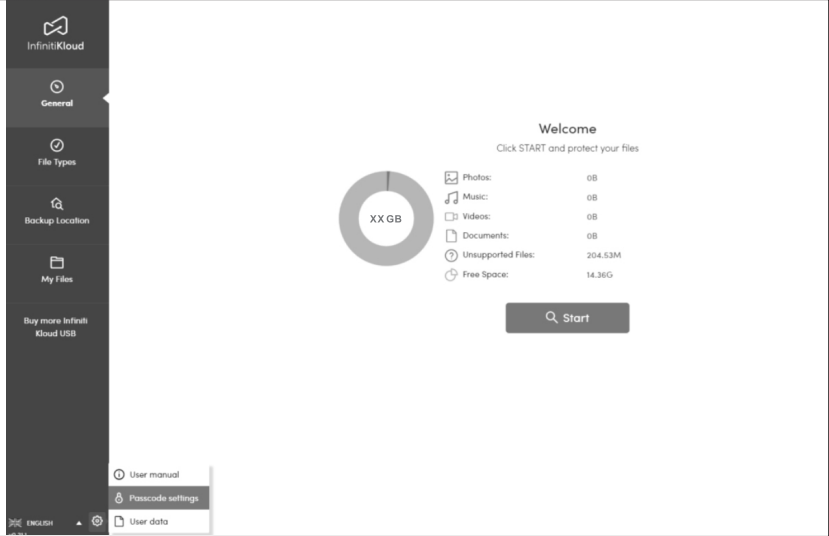 InfinitiKloud
General
File Types
Backup Location
My Files
Buy more Infiniti
Kloud USB
Welcome
Click START and protect your files
XX GB
Photos: 0B
Music: 0B
Videos: 0B
Documents: 0B
Unsupported Files: 204.53M
Free Space: 14.36G
Start
User manual
Passcode settings
User data
ENGLISH